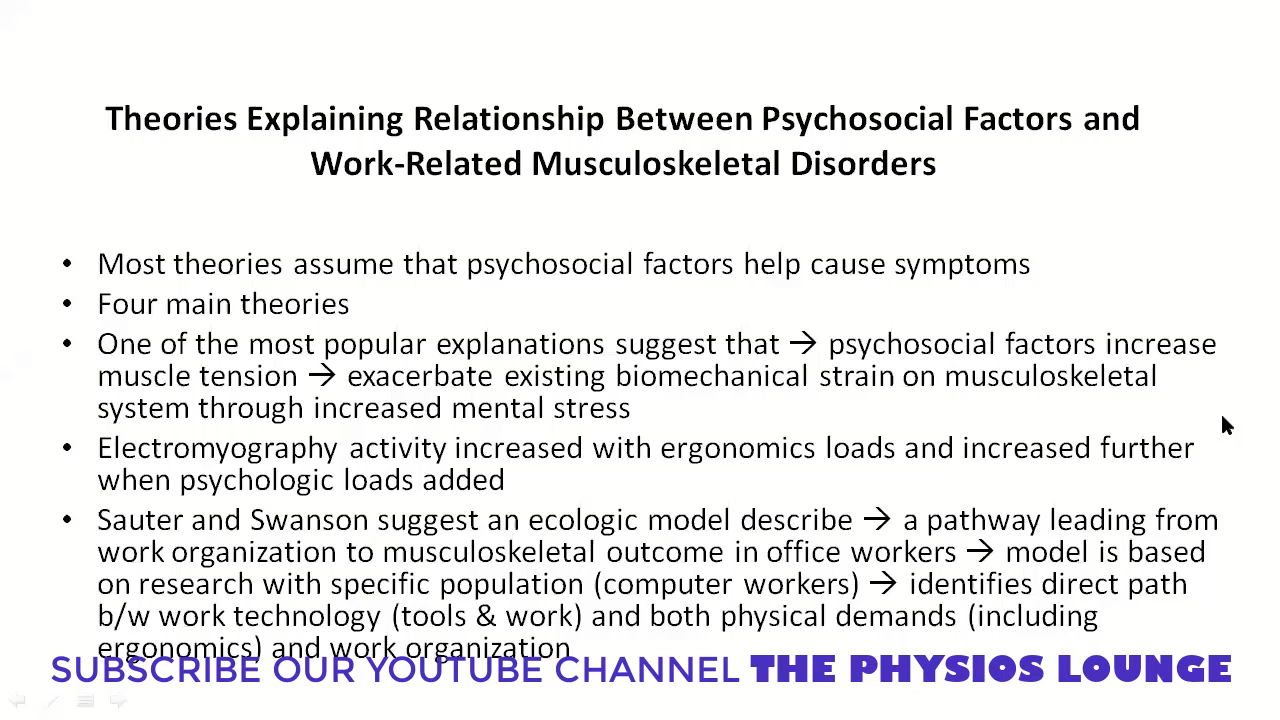 Theories Explaining Relationship Between Psychosocial Factors and
Work-Related Musculoskeletal Disorders
• Most theories assume that psychosocial factors help cause symptoms
• Four main theories
• One of the most popular explanations suggest that → psychosocial factors increase
muscle tension → exacerbate existing biomechanical strain on musculoskeletal
system through increased mental stress
• Electromyography activity increased with ergonomics loads and increased further
when psychologic loads added
• Sauter and Swanson suggest an ecologic model describe → a pathway leading from
work organization to musculoskeletal outcome in office workers → model is based
on research with specific population (computer workers) → identifies direct path
b/w work technology (tools & work) and both physical demands (including
ergonomics) and work organization
SUBSCRIBE OUR YOUTUBE CHANNEL THE PHYSIOS LOUNGE